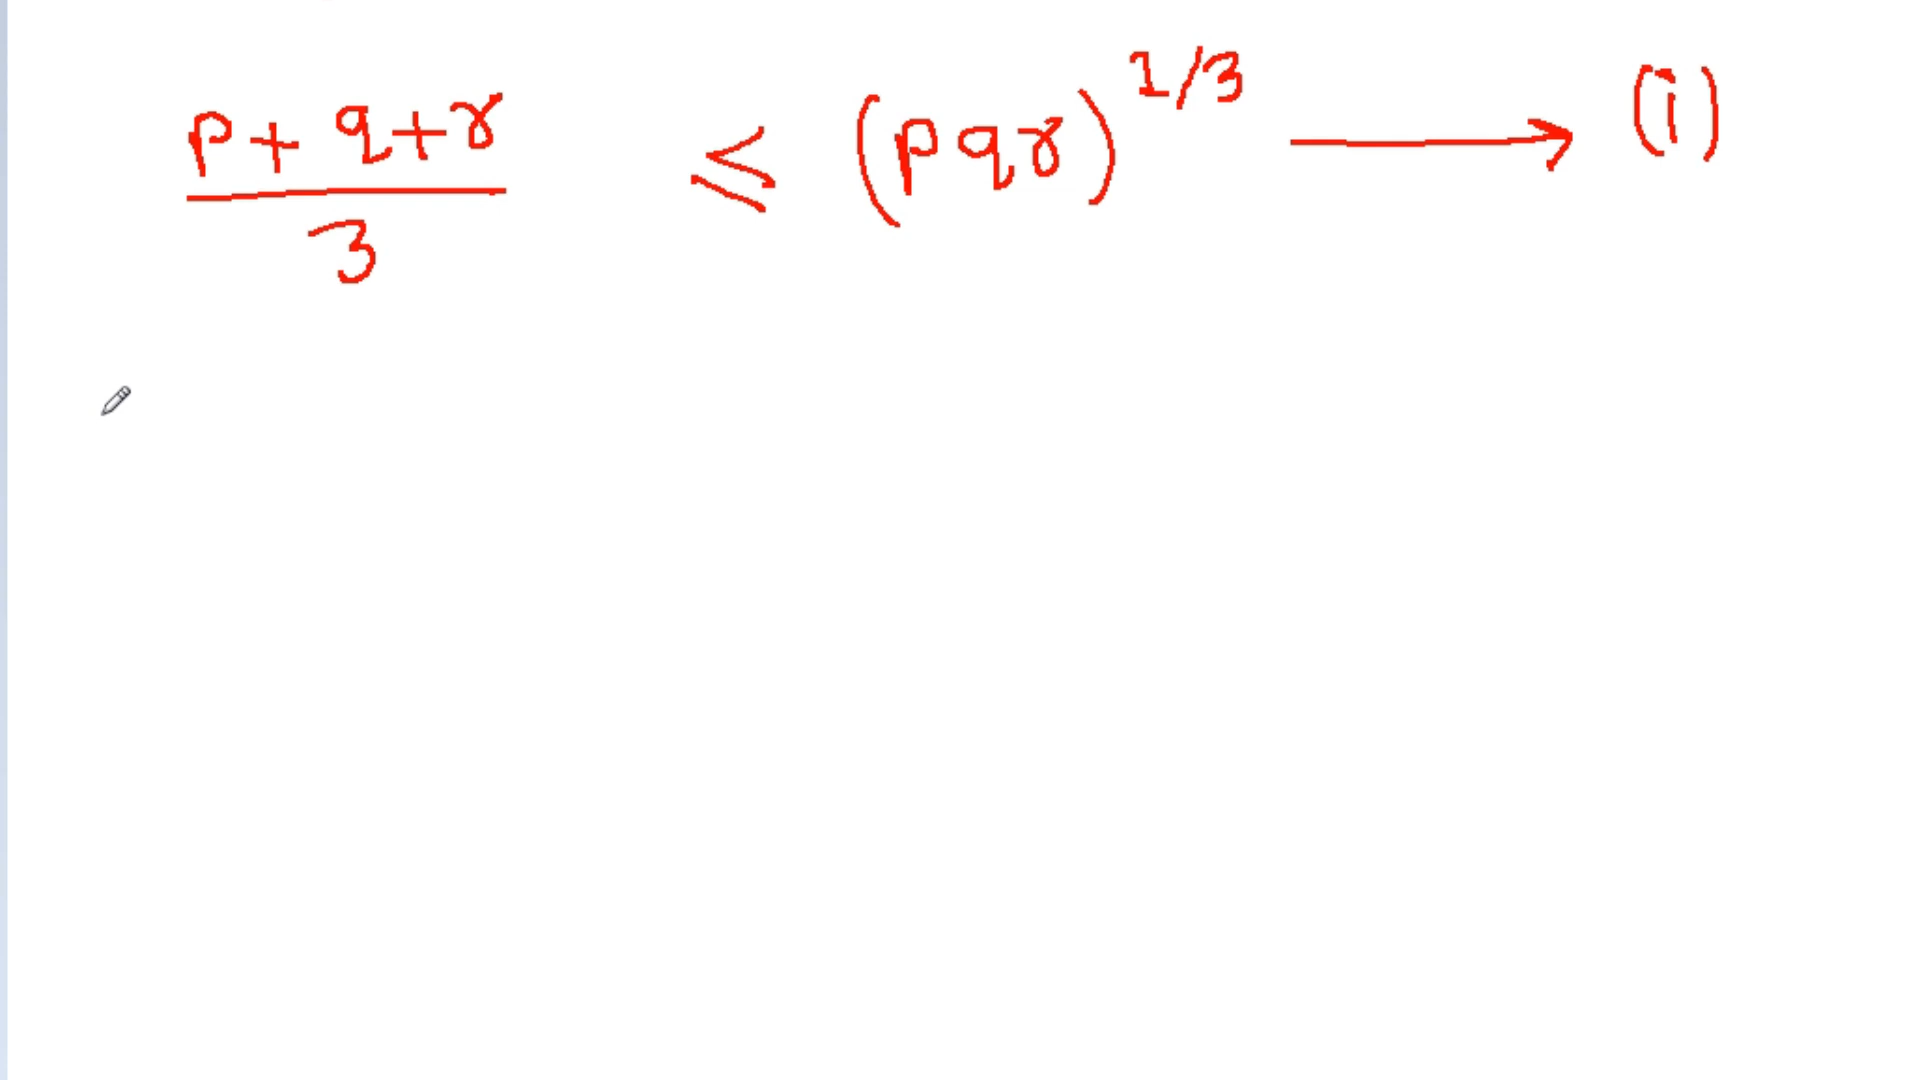 p + q + r / 3 ⩽ (pqr)^1/3 ⟶ (i)